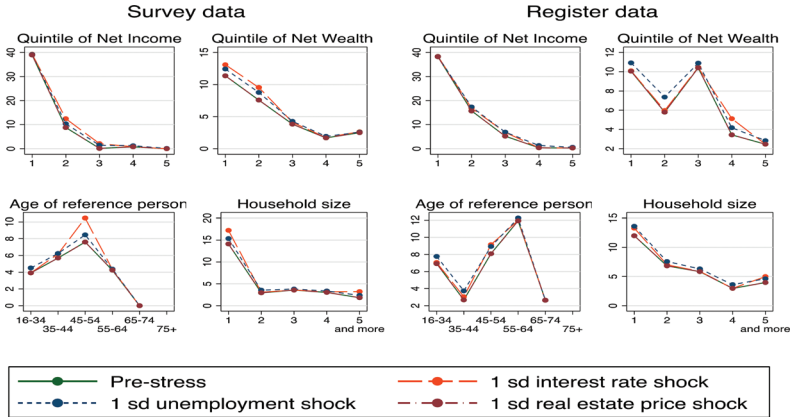 Survey data
Register data
Quintile of Net Income
Quintile of Net Wealth
Quintile of Net Income
Quintile of Net Wealth
40
30
20
10
0
1 2 3 4 5
15
10
5
0
1 2 3 4 5
40
30
20
10
0
1 2 3 4 5
12
10
8
6
4
2
1 2 3 4 5
Age of reference person
Household size
Age of reference person
Household size
10
8
6
4
2
0
16-34 45-54 65-74
35-44 55-64 75+
20
15
10
5
0
1 2 3 4 5
and more
12
10
8
6
4
2
16-34 45-54 65-74
35-44 55-64 75+
15
10
5
0
1 2 3 4 5
and more
Pre-stress
1 sd interest rate shock
1 sd unemployment shock
1 sd real estate price shock